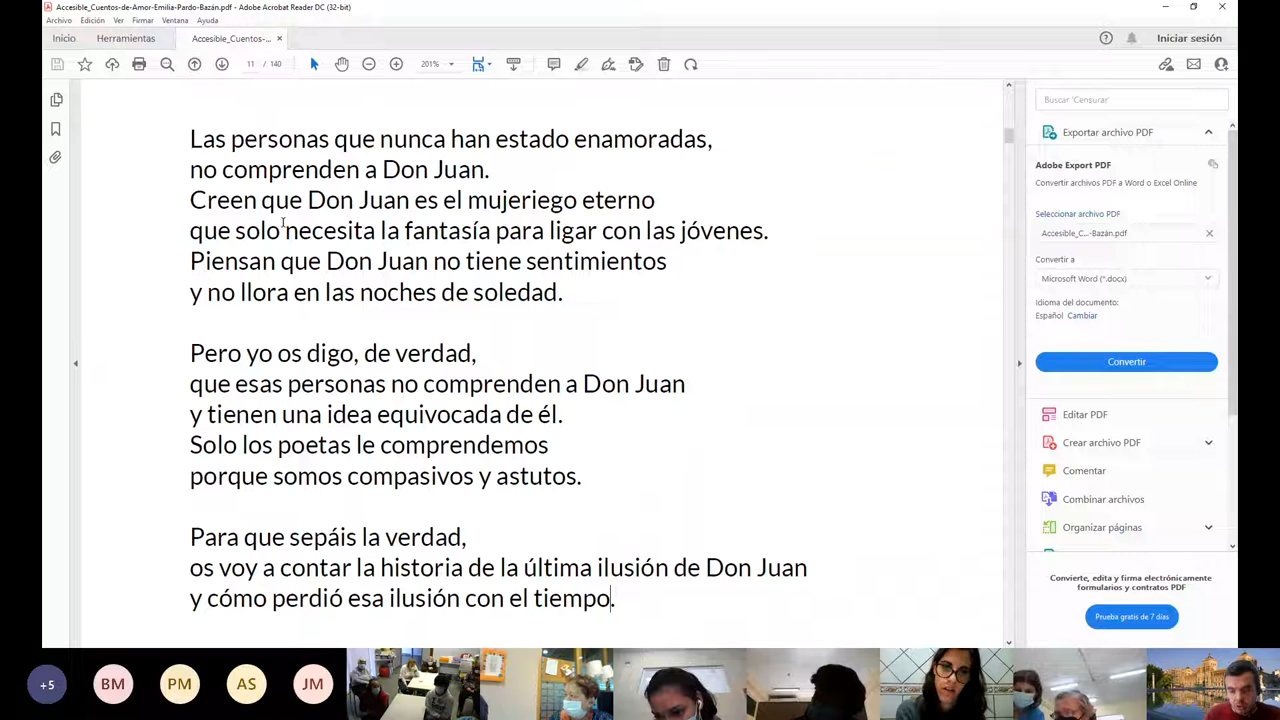 Accesible_Cuentos-de-Amor-Emilia-Pardo-Bazán.pdf - Adobe Acrobat Reader DC (32-bit)
Archivo Edición Ver Firmar Ventana Ayuda
Inicio Herramientas Accesible_Cuentos-... × Iniciar sesión
11 / 140 201%
Las personas que nunca han estado enamoradas,
no comprenden a Don Juan.
Creen que Don Juan es el mujeriego eterno
que solo necesita la fantasía para ligar con las jóvenes.
Piensan que Don Juan no tiene sentimientos
y no llora en las noches de soledad.
Pero yo os digo, de verdad,
que esas personas no comprenden a Don Juan
y tienen una idea equivocada de él.
Solo los poetas le comprendemos
porque somos compasivos y astutos.
Para que sepáis la verdad,
os voy a contar la historia de la última ilusión de Don Juan
y cómo perdió esa ilusión con el tiempo.
Buscar 'Censurar'
Exportar archivo PDF
Adobe Export PDF
Convertir archivos PDF a Word o Excel Online
Seleccionar archivo PDF
Accesible_C...-Bazán.pdf
Convertir a
Microsoft Word (*.docx)
Idioma del documento:
Español Cambiar
Convertir
Editar PDF
Crear archivo PDF
Comentar
Combinar archivos
Organizar páginas
Convierte, edita y firma electrónicamente
formularios y contratos PDF
Prueba gratis de 7 días
+5 BM PM AS JM